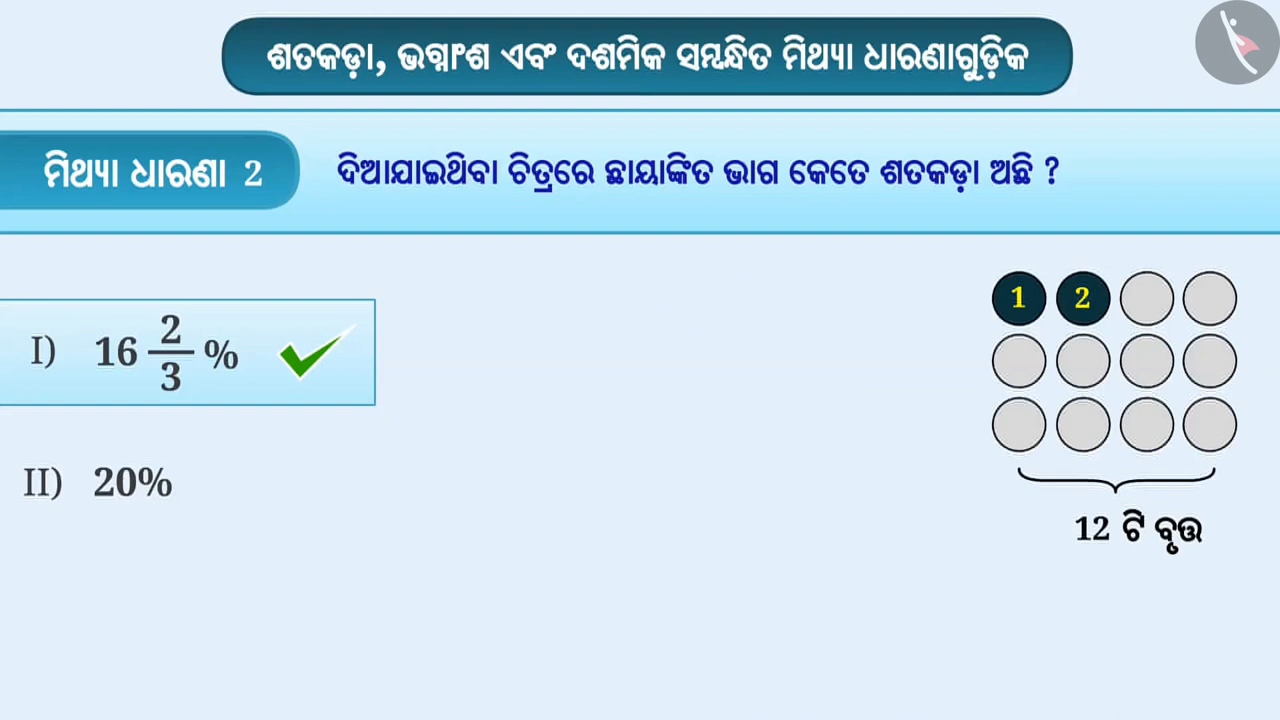 ଶତକଡ଼ା, ଭଗ୍ନାଂଶ ଏବଂ ଦଶମିକ ସମ୍ବନ୍ଧିତ ମିଥ୍ୟା ଧାରଣାଗୁଡ଼ିକ
ମିଥ୍ୟା ଧାରଣା 2
ଦିଆଯାଇଥିବା ଚିତ୍ରରେ ଛାୟାଙ୍କିତ ଭାଗ କେତେ ଶତକଡ଼ା ଅଛି ?
I) 16 2/3 %
II) 20%
1 2
12 ଟି ବୃତ୍ତ